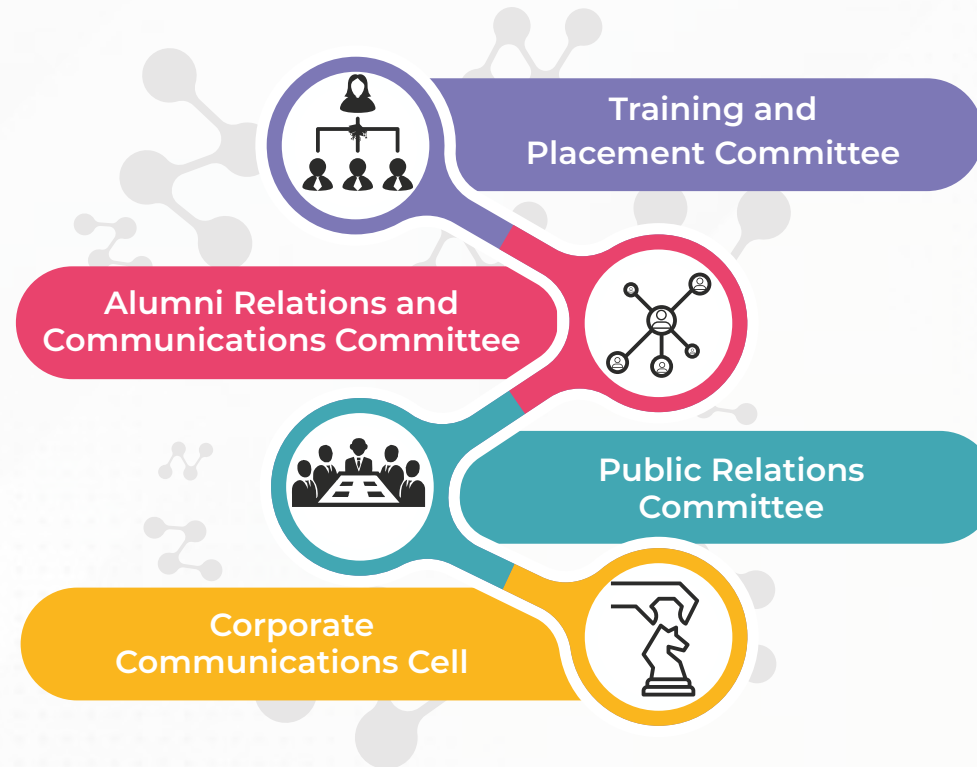 Training and
Placement Committee
Alumni Relations and
Communications Committee
Public Relations
Committee
Corporate
Communications Cell